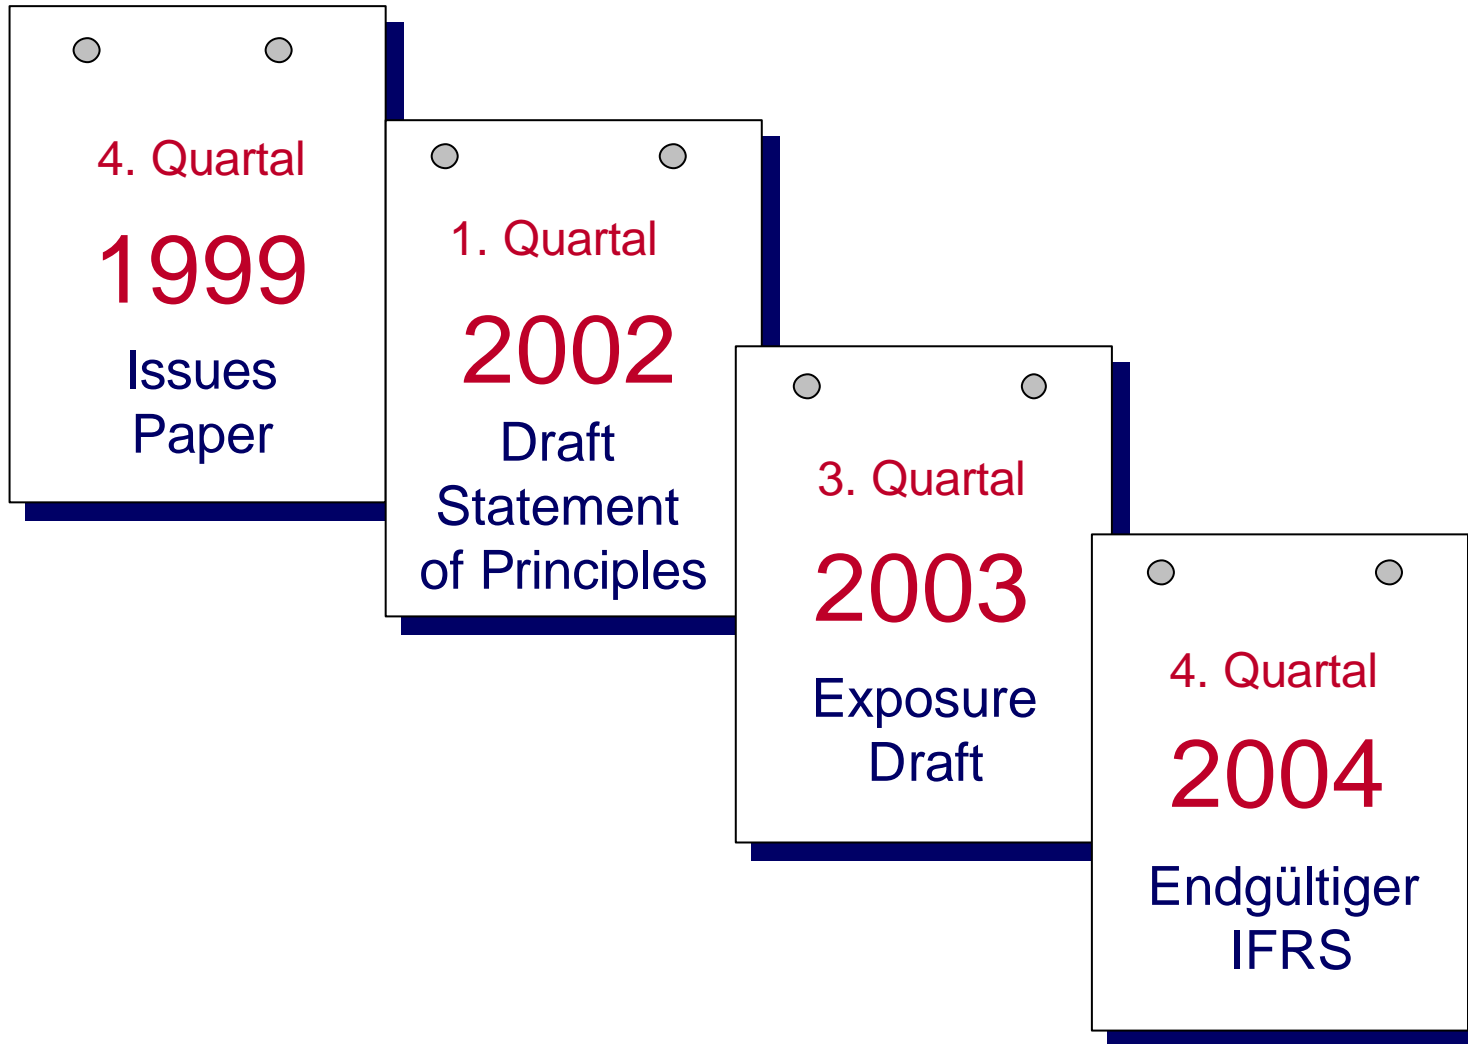 4. Quartal
1999
Issues
Paper
1. Quartal
2002
Draft
Statement
of Principles
3. Quartal
2003
Exposure
Draft
4. Quartal
2004
Endgültiger
IFRS